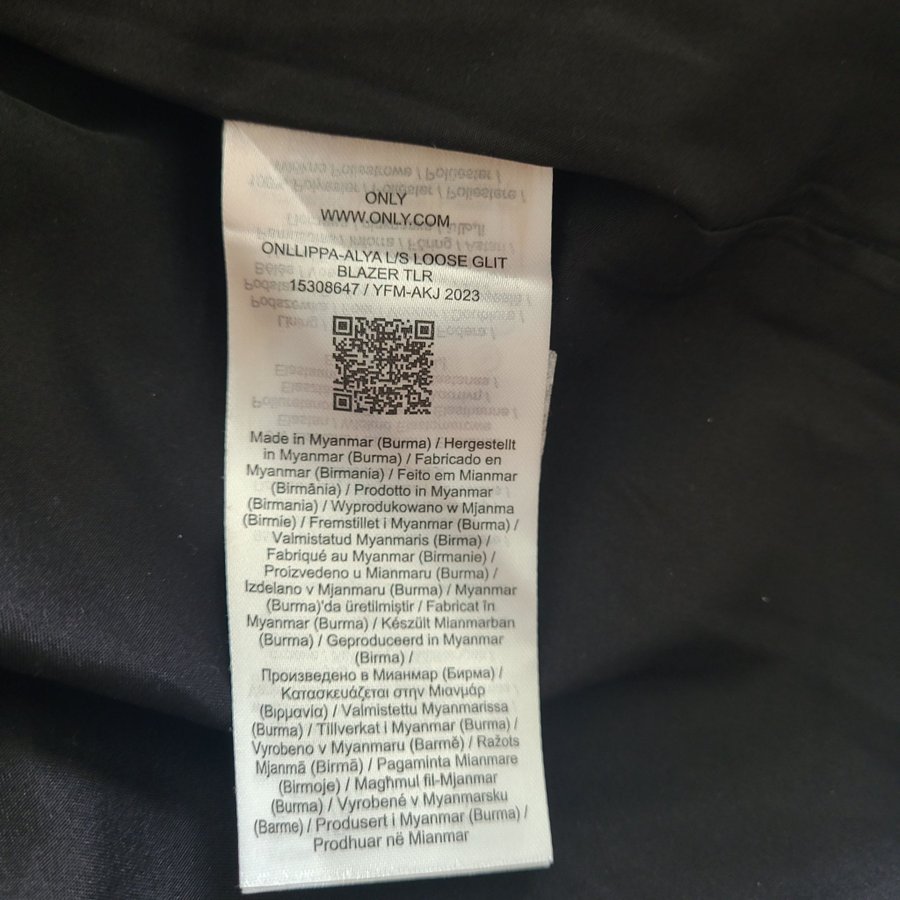 ONLY
WWW.ONLY.COM
ONLLIPPA-ALYA L/S LOOSE GLIT
BLAZER TLR
15308647 / YFM-AKJ 2023
Made in Myanmar (Burma) / Hergestellt
in Myanmar (Burma) / Fabricado en
Myanmar (Birmania) / Feito em Mianmar
(Birmânia) / Prodotto in Myanmar
(Birmania) / Wyprodukowano w Mjanma
(Birmie) / Fremstillet i Myanmar (Burma) /
Valmistatud Myanmaris (Birma) /
Fabriqué au Myanmar (Birmanie) /
Proizvedeno u Mianmaru (Burma) /
Izdelano v Mjanmaru (Burma) / Myanmar
(Burma)'da üretilmiştir / Fabricat în
Myanmar (Burma) / Készült Mianmarban
(Burma) / Geproduceerd in Myanmar
(Birma) /
Произведено в Мианмар (Бирма) /
Κατασκευάζεται στην Μιανμάρ
(Βιρμανία) / Valmistettu Myanmarissa
(Burma) / Tillverkat i Myanmar (Burma) /
Vyrobeno v Myanmaru (Barmě) / Ražots
Mjanmā (Birmā) / Pagaminta Mianmare
(Birmoje) / Magħmul fil-Mjanmar
(Burma) / Vyrobené v Myanmarsku
(Barme) / Produsert i Myanmar (Burma) /
Prodhuar në Mianmar